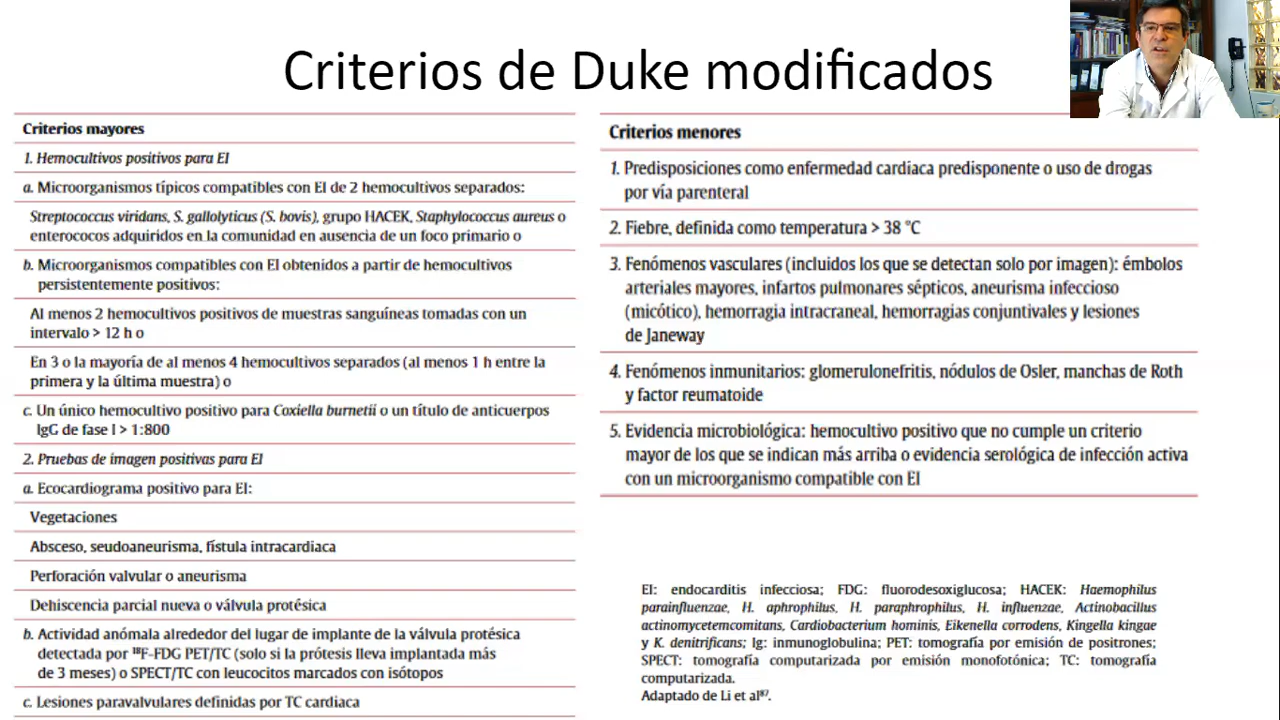 Criterios de Duke modificados
Criterios mayores
1. Hemocultivos positivos para EI
a. Microorganismos típicos compatibles con EI de 2 hemocultivos separados:
Streptococcus viridans, S. gallolyticus (S. bovis), grupo HACEK, Staphylococcus aureus o
enterococos adquiridos en la comunidad en ausencia de un foco primario o
b. Microorganismos compatibles con EI obtenidos a partir de hemocultivos
persistentemente positivos:
Al menos 2 hemocultivos positivos de muestras sanguíneas tomadas con un
intervalo > 12 h o
En 3 o la mayoría de al menos 4 hemocultivos separados (al menos 1 h entre la
primera y la última muestra) o
c. Un único hemocultivo positivo para Coxiella burnetii o un título de anticuerpos
IgG de fase I > 1:800
2. Pruebas de imagen positivas para EI
a. Ecocardiograma positivo para EI:
Vegetaciones
Absceso, seudoaneurisma, fístula intracardiaca
Perforación valvular o aneurisma
Dehiscencia parcial nueva o válvula protésica
b. Actividad anómala alrededor del lugar de implante de la válvula protésica
detectada por ¹⁸F-FDG PET/TC (solo si la prótesis lleva implantada más
de 3 meses) o SPECT/TC con leucocitos marcados con isótopos
c. Lesiones paravalvulares definidas por TC cardiaca
Criterios menores
1. Predisposiciones como enfermedad cardiaca predisponente o uso de drogas
por vía parenteral
2. Fiebre, definida como temperatura > 38 °C
3. Fenómenos vasculares (incluidos los que se detectan solo por imagen): émbolos
arteriales mayores, infartos pulmonares sépticos, aneurisma infeccioso
(micótico), hemorragia intracraneal, hemorragias conjuntivales y lesiones
de Janeway
4. Fenómenos inmunitarios: glomerulonefritis, nódulos de Osler, manchas de Roth
y factor reumatoide
5. Evidencia microbiológica: hemocultivo positivo que no cumple un criterio
mayor de los que se indican más arriba o evidencia serológica de infección activa
con un microorganismo compatible con EI
EI: endocarditis infecciosa; FDG: fluorodesoxiglucosa; HACEK: Haemophilus
parainfluenzae, H. aphrophilus, H. paraphrophilus, H. influenzae, Actinobacillus
actinomycetemcomitans, Cardiobacterium hominis, Eikenella corrodens, Kingella kingae
y K. denitrificans; Ig: inmunoglobulina; PET: tomografía por emisión de positrones;
SPECT: tomografía computarizada por emisión monofotónica; TC: tomografía
computarizada.
Adaptado de Li et al⁸⁷.